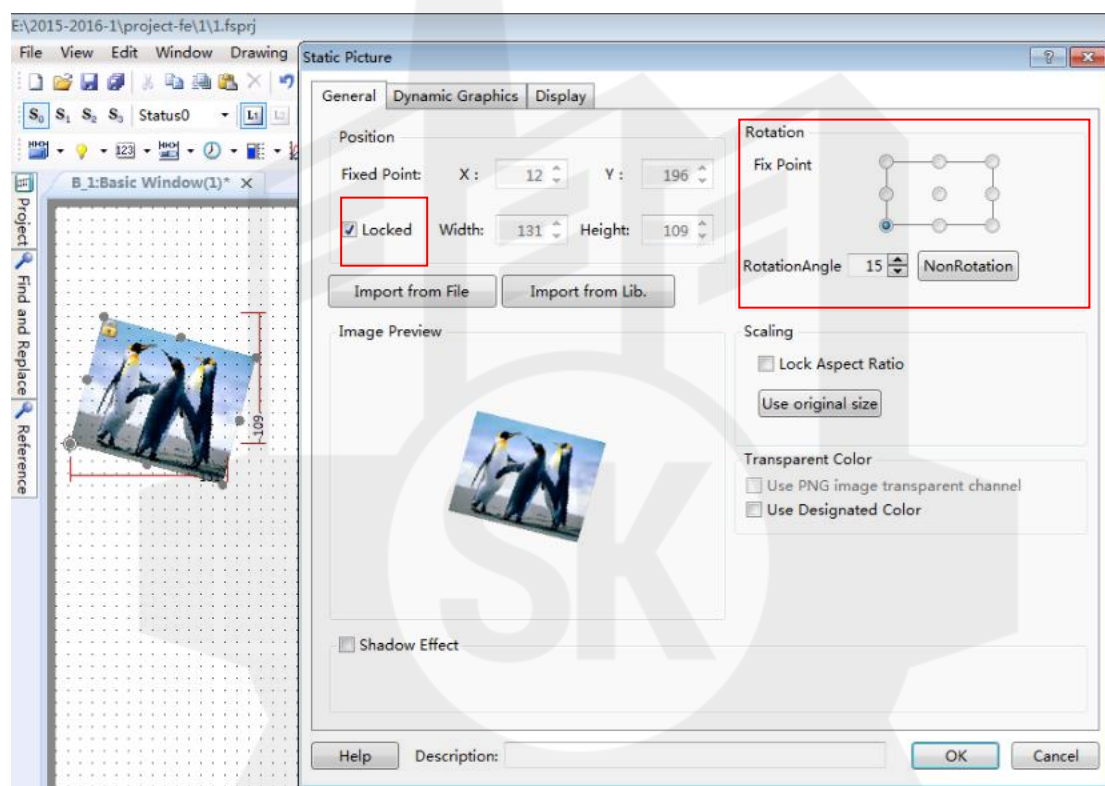 E:\2015-2016-1\project-fe\1\1.fsprj
File View Edit Window Drawing
Static Picture
S0 S1 S2 S3 Status0 L1 L2
General Dynamic Graphics Display
B_1:Basic Window(1)* X
Project
Find and Replace
Reference
109
Position
Fixed Point: X : 12 Y : 196
Locked Width: 131 Height: 109
Import from File Import from Lib.
Rotation
Fix Point
RotationAngle 15 NonRotation
Image Preview
Scaling
Lock Aspect Ratio
Use original size
Transparent Color
Use PNG image transparent channel
Use Designated Color
Shadow Effect
Help Description: OK Cancel
SK